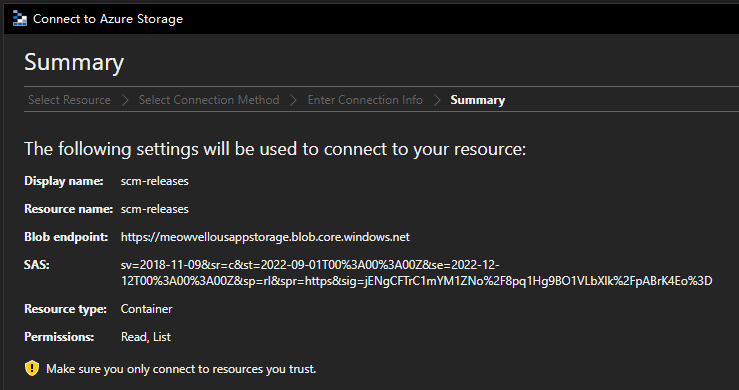 Connect to Azure Storage
Summary
Select Resource > Select Connection Method > Enter Connection Info > Summary
The following settings will be used to connect to your resource:
Display name: scm-releases
Resource name: scm-releases
Blob endpoint: https://meowvellousappstorage.blob.core.windows.net
SAS: sv=2018-11-09&sr=c&st=2022-09-01T00%3A00%3A00Z&se=2022-12-
12T00%3A00%3A00Z&sp=rl&spr=https&sig=jENgCFTrC1mYM1ZNo%2F8pq1Hg9BO1VLbXlk%2FpABrK4Eo%3D
Resource type: Container
Permissions: Read, List
Make sure you only connect to resources you trust.